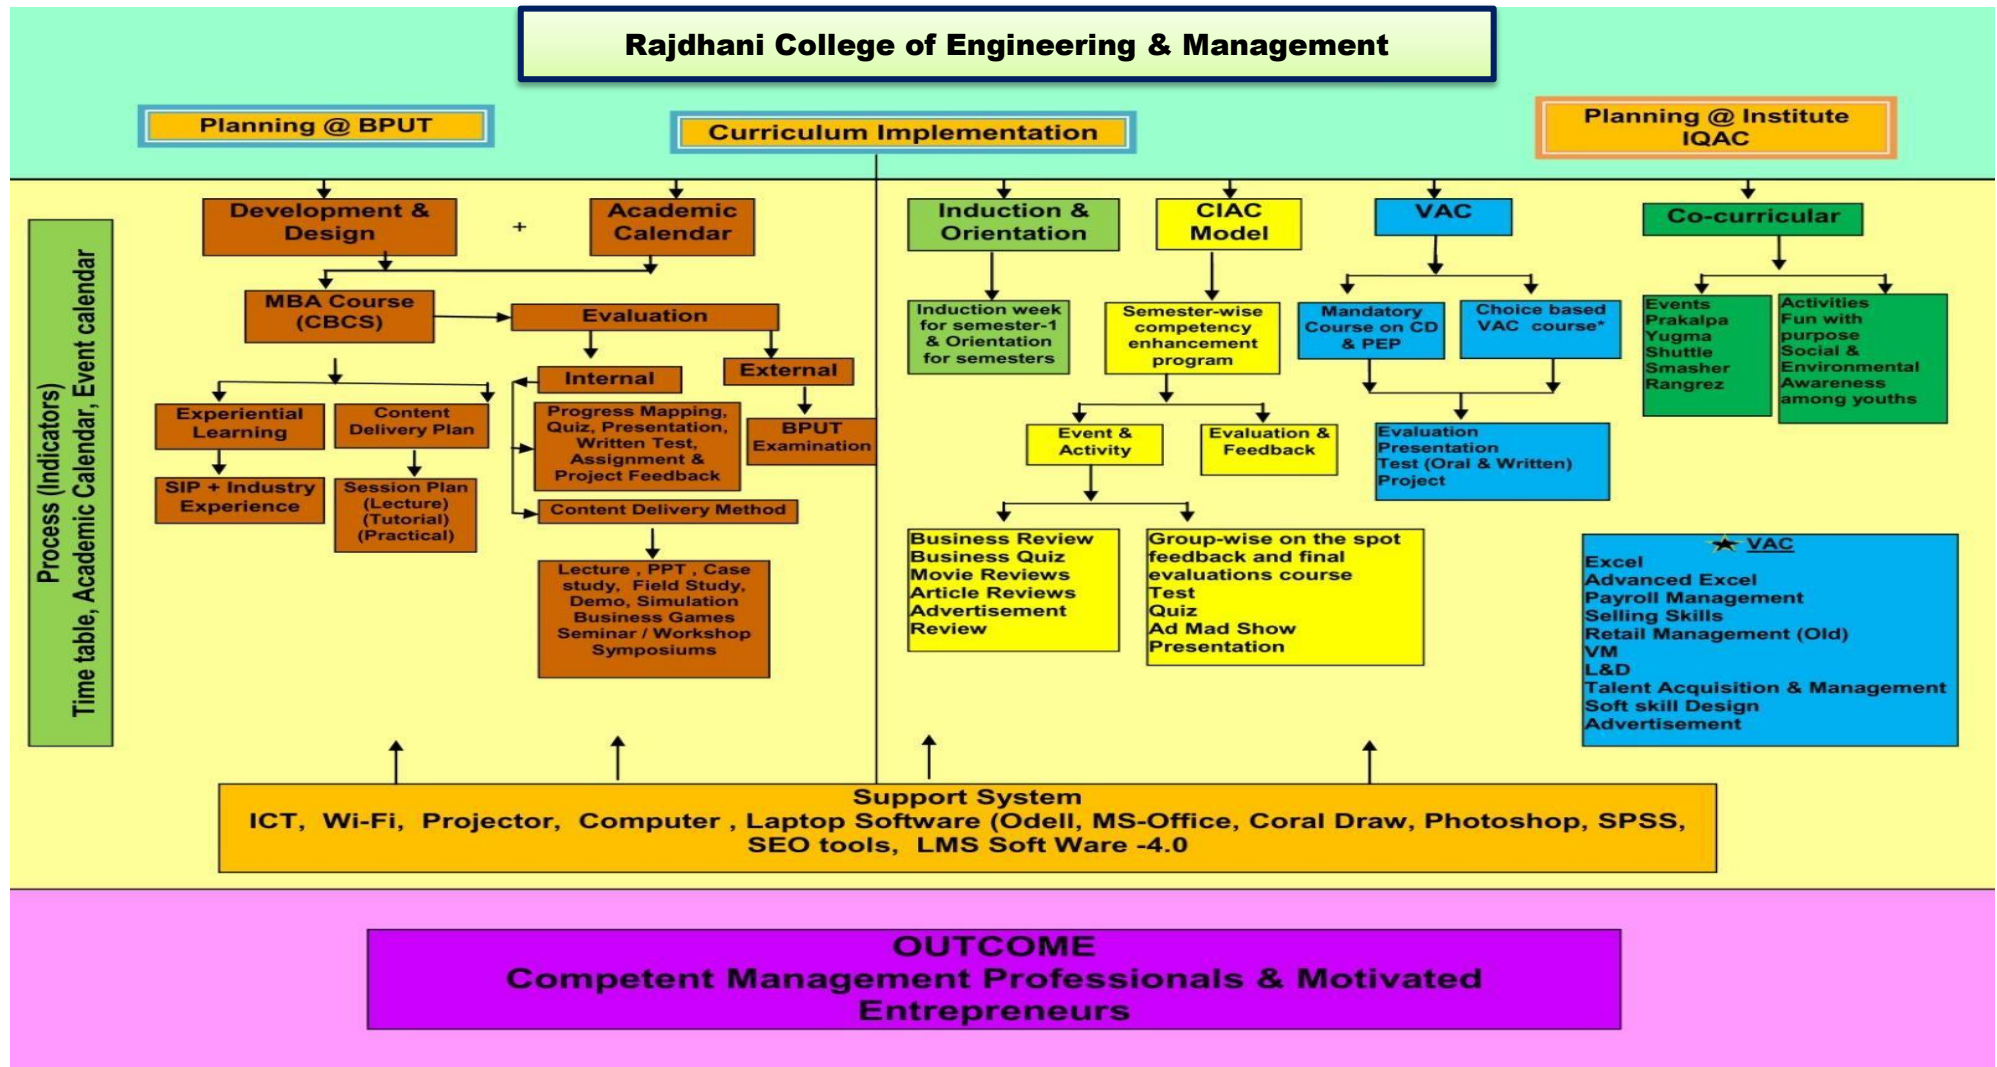 Rajdhani College of Engineering & Management
Planning @ BPUT
Curriculum Implementation
Planning @ Institute
IQAC
Process (Indicators)
Time table, Academic Calendar, Event calendar
Development &
Design
+
Academic
Calendar
MBA Course
(CBCS)
Evaluation
Internal
External
Experiential
Learning
Content
Delivery Plan
Progress Mapping,
Quiz, Presentation,
Written Test,
Assignment &
Project Feedback
BPUT
Examination
SIP + Industry
Experience
Session Plan
(Lecture)
(Tutorial)
(Practical)
Content Delivery Method
Lecture , PPT , Case
study, Field Study,
Demo, Simulation
Business Games
Seminar / Workshop
Symposiums
Induction &
Orientation
Induction week
for semester-1
& Orientation
for semesters
CIAC
Model
Semester-wise
competency
enhancement
program
Event &
Activity
Evaluation &
Feedback
Business Review
Business Quiz
Movie Reviews
Article Reviews
Advertisement
Review
Group-wise on the spot
feedback and final
evaluations course
Test
Quiz
Ad Mad Show
Presentation
VAC
Mandatory
Course on CD
& PEP
Choice based
VAC course*
Evaluation
Presentation
Test (Oral & Written)
Project
Co-curricular
Events
Prakalpa
Yugma
Shuttle
Smasher
Rangrez
Activities
Fun with
purpose
Social &
Environmental
Awareness
among youths
VAC
Excel
Advanced Excel
Payroll Management
Selling Skills
Retail Management (Old)
VM
L&D
Talent Acquisition & Management
Soft skill Design
Advertisement
Support System
ICT, Wi-Fi, Projector, Computer , Laptop Software (Odell, MS-Office, Coral Draw, Photoshop, SPSS,
SEO tools, LMS Soft Ware -4.0
OUTCOME
Competent Management Professionals & Motivated
Entrepreneurs